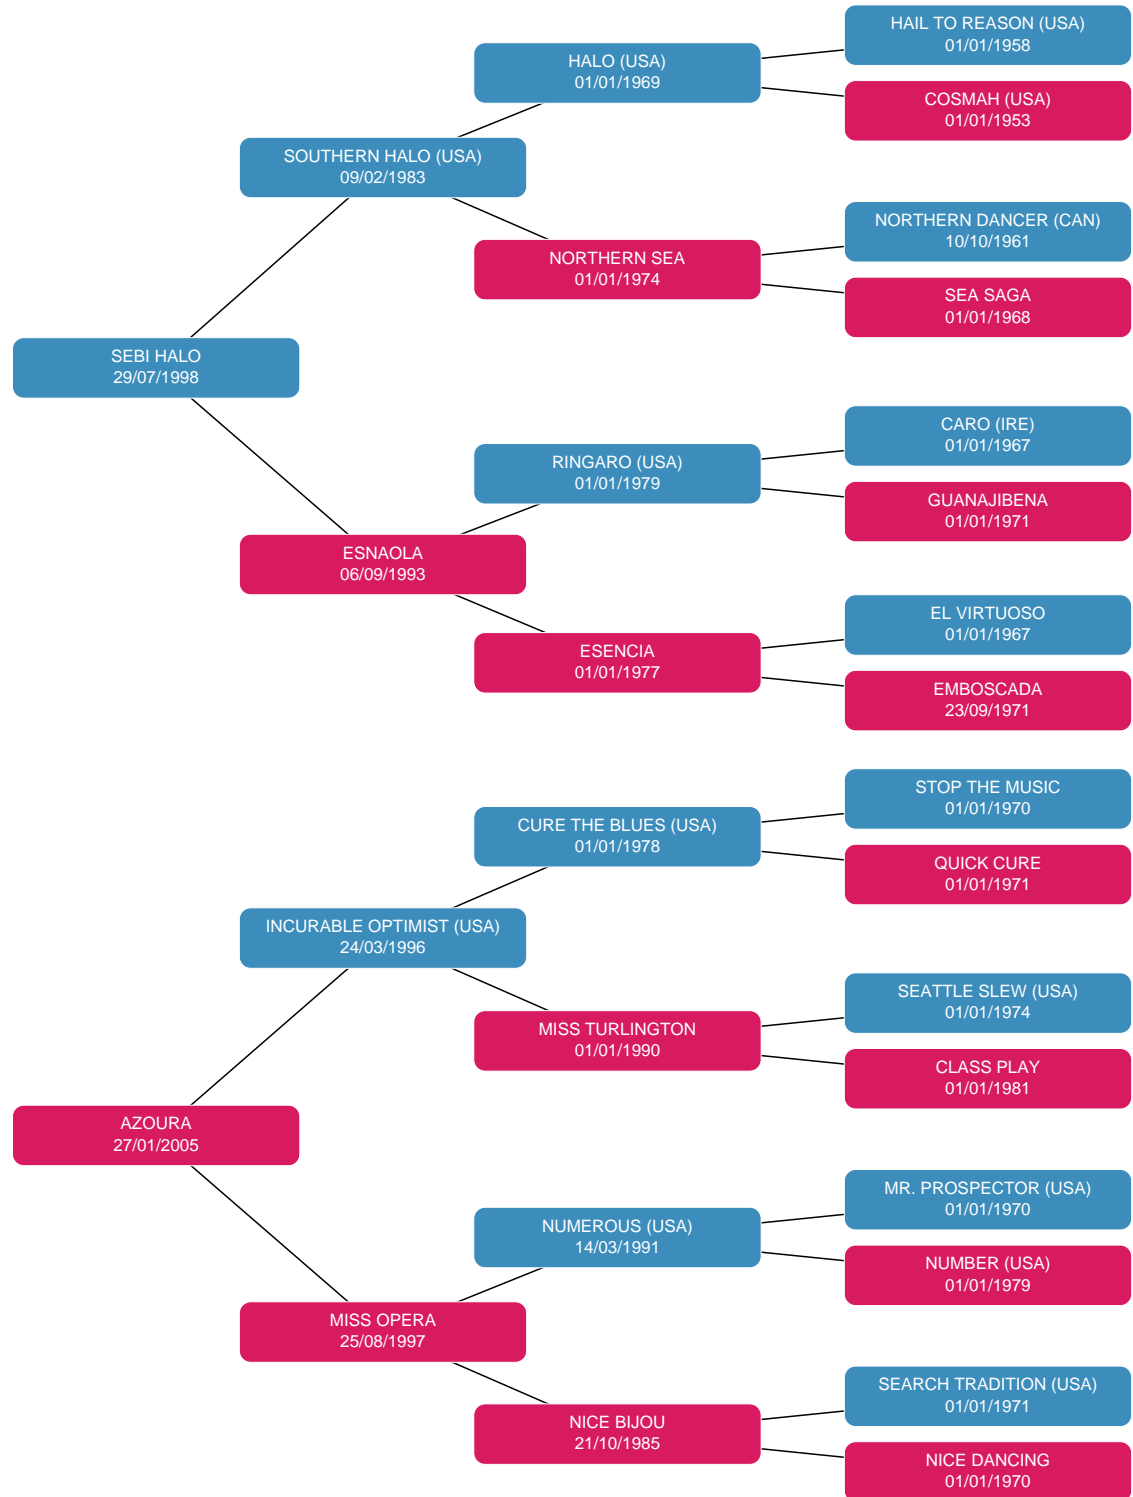 HAIL TO REASON (USA)
01/01/1958
HALO (USA)
01/01/1969
COSMAH (USA)
01/01/1953
SOUTHERN HALO (USA)
09/02/1983
NORTHERN DANCER (CAN)
10/10/1961
NORTHERN SEA
01/01/1974
SEA SAGA
01/01/1968
SEBI HALO
29/07/1998
CARO (IRE)
01/01/1967
RINGARO (USA)
01/01/1979
GUANAJIBENA
01/01/1971
ESNAOLA
06/09/1993
EL VIRTUOSO
01/01/1967
ESENCIA
01/01/1977
EMBOSCADA
23/09/1971
STOP THE MUSIC
01/01/1970
CURE THE BLUES (USA)
01/01/1978
QUICK CURE
01/01/1971
INCURABLE OPTIMIST (USA)
24/03/1996
SEATTLE SLEW (USA)
01/01/1974
MISS TURLINGTON
01/01/1990
CLASS PLAY
01/01/1981
AZOURA
27/01/2005
MR. PROSPECTOR (USA)
01/01/1970
NUMEROUS (USA)
14/03/1991
NUMBER (USA)
01/01/1979
MISS OPERA
25/08/1997
SEARCH TRADITION (USA)
01/01/1971
NICE BIJOU
21/10/1985
NICE DANCING
01/01/1970